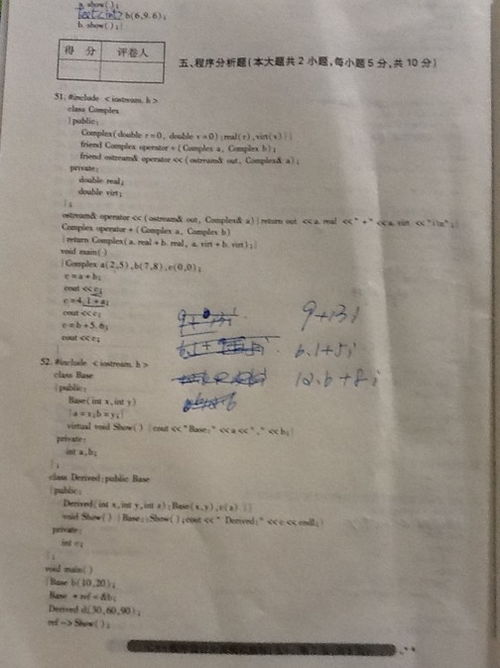 a. show();
test<int> b(6,9.6);
b. show();}
得 分 评卷人
五、程序分析题(本大题共2小题,每小题5分,共10分)
51. #include <iostream.h>
class Complex
{public:
Complex(double r=0, double v=0):real(r),virt(v){}
friend Complex operator+(Complex a, Complex b);
friend ostream& operator<<(ostream& out, Complex& a);
private:
double real;
double virt;
};
ostream& operator<<(ostream& out, Complex& a){return out<<a. real<<"+"<<a. virt<<"i\n";}
Complex operator+(Complex a, Complex b)
{return Complex(a. real+b. real, a. virt+b. virt);}
void main()
{Complex a(2,5),b(7,8),c(0,0);
c=a+b;
cout<<c;
c=4.1+a;
cout<<c;
c=b+5.6;
cout<<c;
}
9+13i
6.1+5i
12.6+8i
52. #include <iostream.h>
class Base
{public:
Base(int x,int y)
{a=x;b=y;}
virtual void Show(){cout<<"Base:"<<a<<","<<b;}
private:
int a,b;
};
class Derived:public Base
{public:
Derived(int x,int y,int z):Base(x,y),c(z){}
void Show(){Base::Show();cout<<"Derived:"<<c<<endl;}
private:
int c;
};
void main()
{Base b(10,20);
Base *ref=&b;
Derived d(30,60,90);
ref->Show();